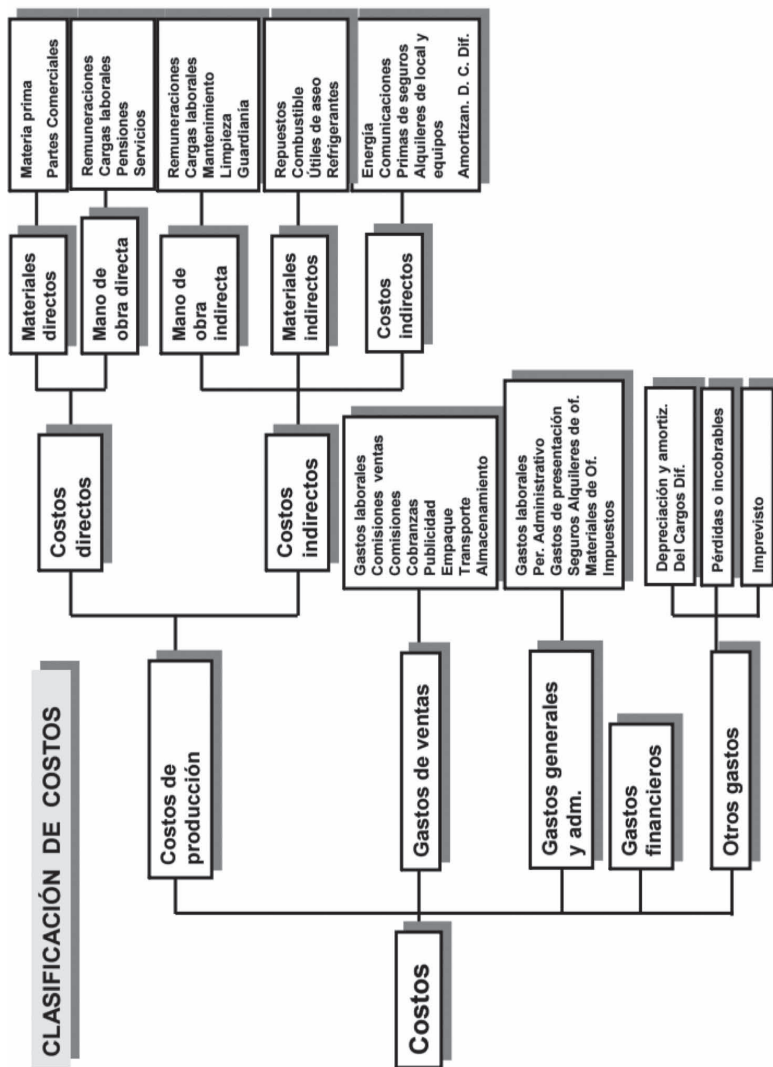 CLASIFICACIÓN DE COSTOS
Costos
Costos de
producción
Costos
directos
Materiales
directos
Materia prima
Partes Comerciales
Mano de
obra directa
Remuneraciones
Cargas laborales
Pensiones
Servicios
Costos
indirectos
Mano de
obra
indirecta
Remuneraciones
Cargas laborales
Mantenimiento
Limpieza
Guardiania
Materiales
indirectos
Repuestos
Combustible
Útiles de aseo
Refrigerantes
Costos
indirectos
Energía
Comunicaciones
Primas de seguros
Alquileres de local y
equipos
Amortizan. D. C. Dif.
Gastos de ventas
Gastos laborales
Comisiones ventas
Comisiones
Cobranzas
Publicidad
Empaque
Transporte
Almacenamiento
Gastos generales
y adm.
Gastos laborales
Per. Administrativo
Gastos de presentación
Seguros Alquileres de of.
Materiales de Of.
Impuestos
Gastos
financieros
Otros gastos
Depreciación y amortiz.
Del Cargos Dif.
Pérdidas o incobrables
Imprevisto